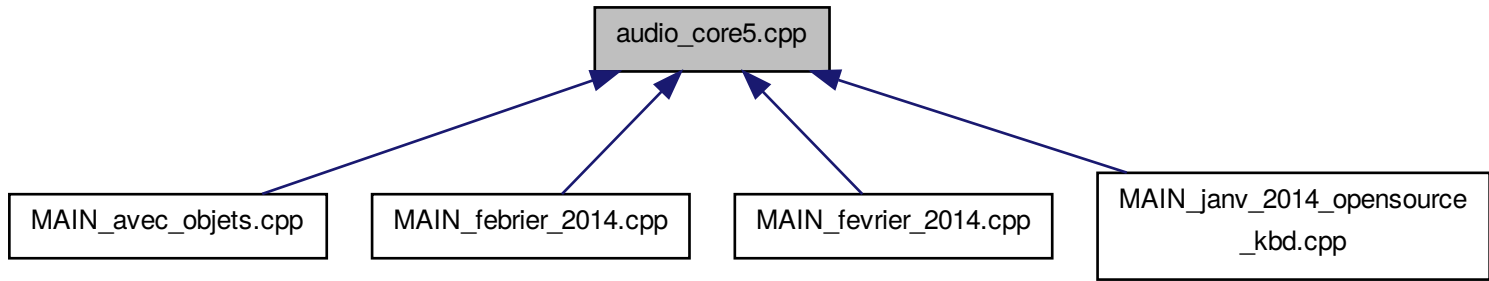 audio_core5.cpp
MAIN_avec_objets.cpp
MAIN_febrier_2014.cpp
MAIN_fevrier_2014.cpp
MAIN_janv_2014_opensource
_kbd.cpp